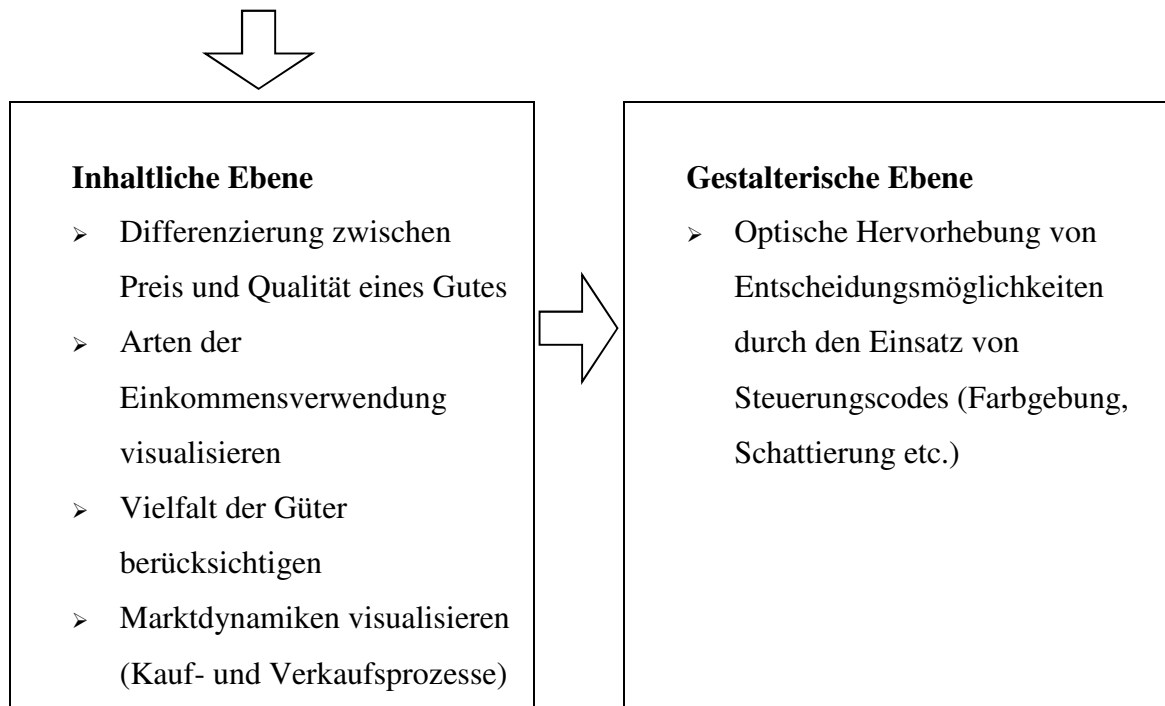 Inhaltliche Ebene
➢ Differenzierung zwischen
Preis und Qualität eines Gutes
➢ Arten der
Einkommensverwendung
visualisieren
➢ Vielfalt der Güter
berücksichtigen
➢ Marktdynamiken visualisieren
(Kauf- und Verkaufsprozesse)
Gestalterische Ebene
➢ Optische Hervorhebung von
Entscheidungsmöglichkeiten
durch den Einsatz von
Steuerungscodes (Farbgebung,
Schattierung etc.)